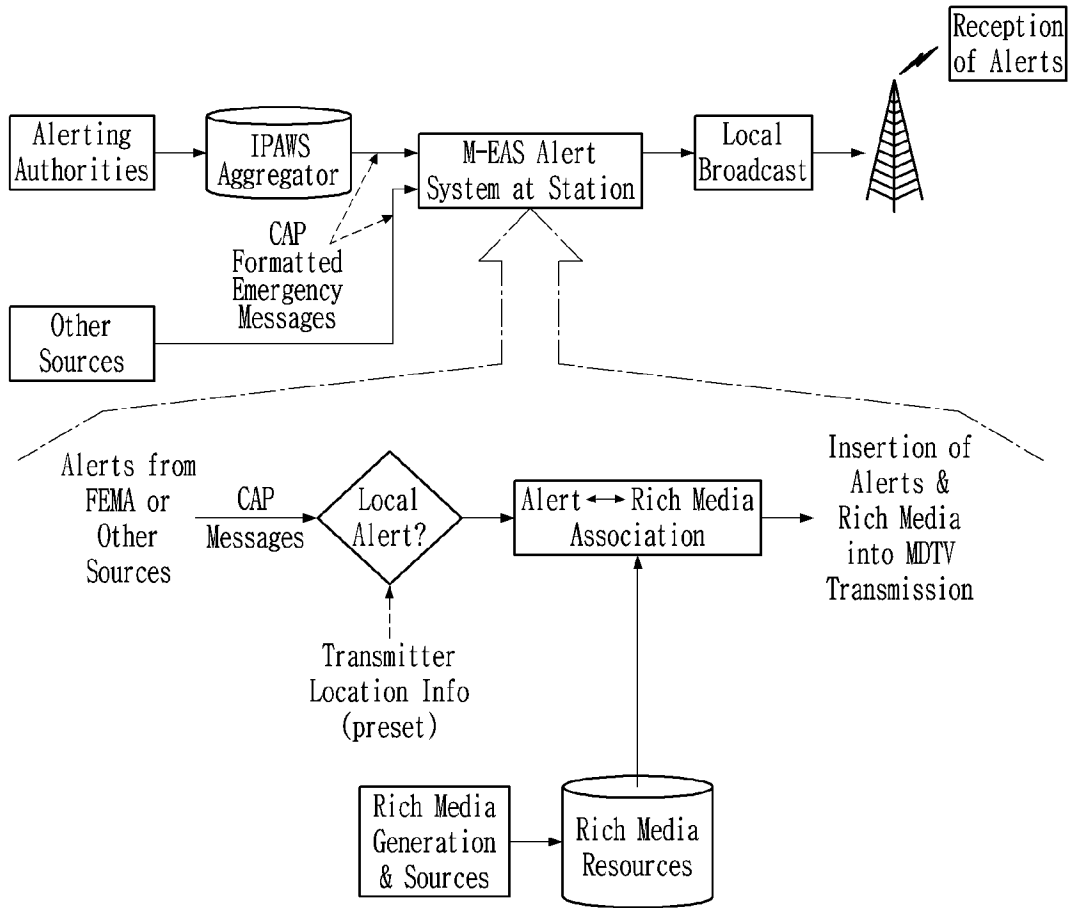 Reception
of Alerts
Alerting
Authorities
IPAWS
Aggregator
M-EAS Alert
System at Station
Local
Broadcast
CAP
Formatted
Emergency
Messages
Other
Sources
Alerts from
FEMA or
Other
Sources
CAP
Messages
Local
Alert?
Alert ↔ Rich Media
Association
Insertion of
Alerts &
Rich Media
into MDTV
Transmission
Transmitter
Location Info
(preset)
Rich Media
Generation
& Sources
Rich Media
Resources